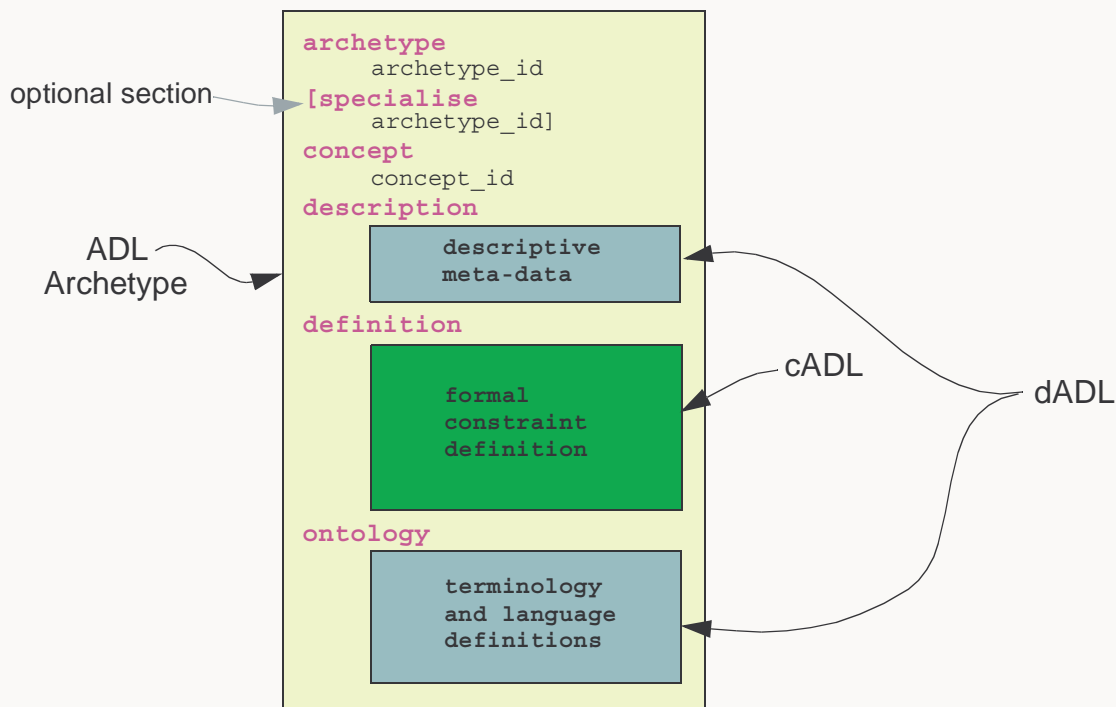 archetype
archetype_id
optional section
[specialise
archetype_id]
concept
concept_id
description
descriptive
meta-data
ADL
Archetype
definition
formal
constraint
definition
cADL
dADL
ontology
terminology
and language
definitions